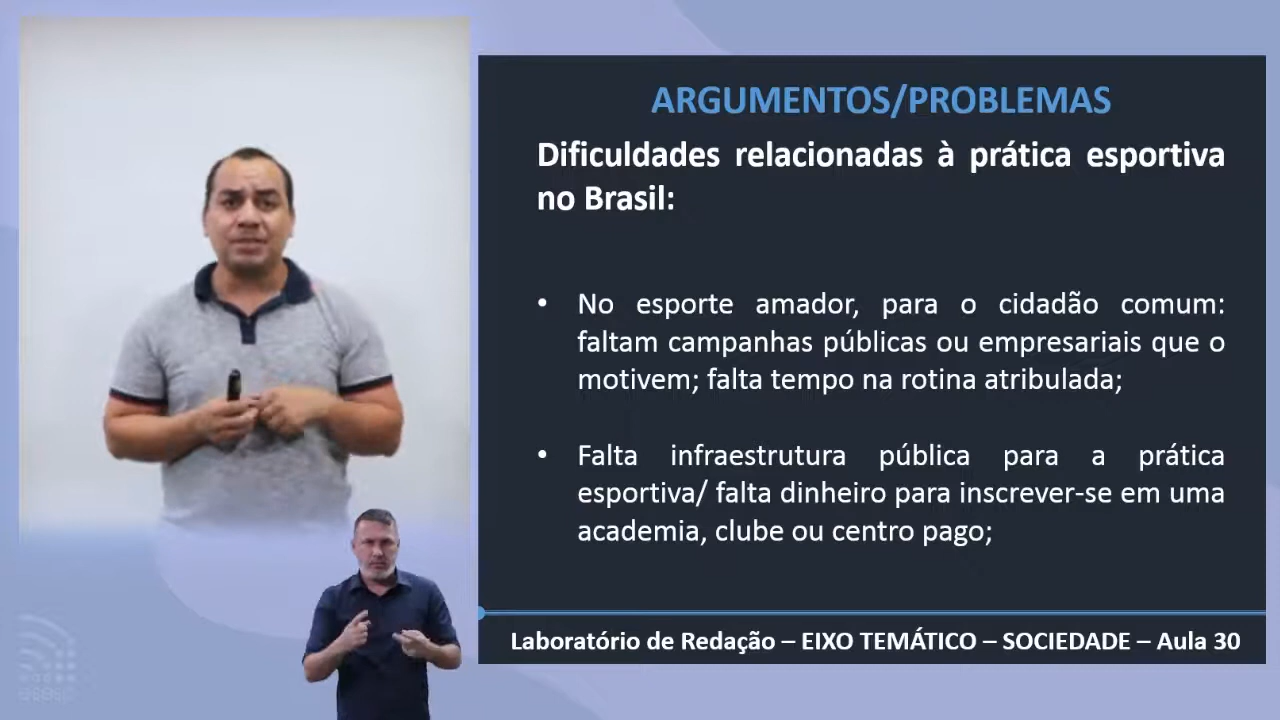 ARGUMENTOS/PROBLEMAS
Dificuldades relacionadas à prática esportiva
no Brasil:
• No esporte amador, para o cidadão comum:
faltam campanhas públicas ou empresariais que o
motivem; falta tempo na rotina atribulada;
• Falta infraestrutura pública para a prática
esportiva/ falta dinheiro para inscrever-se em uma
academia, clube ou centro pago;
Laboratório de Redação – EIXO TEMÁTICO – SOCIEDADE – Aula 30